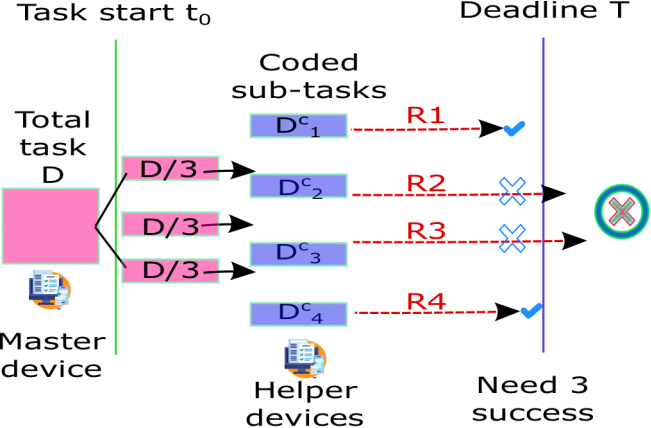 Task start t₀
Deadline T
Coded
sub-tasks
Total
task
D
D/3
D/3
D/3
Dᶜ₁
Dᶜ₂
Dᶜ₃
Dᶜ₄
R1
R2
R3
R4
Master
device
Helper
devices
Need 3
success